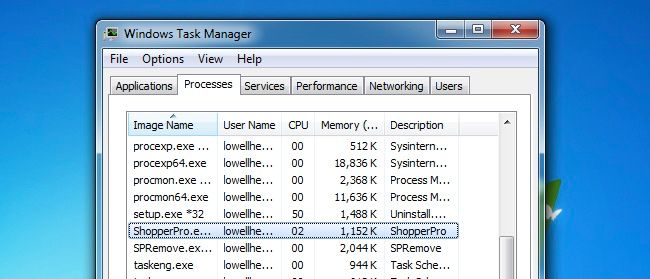 Windows Task Manager
File Options View Help
Applications Processes Services Performance Networking Users
Image Name User Name CPU Memory (... Description
procexp.exe ... lowellhe... 00 512 K Sysintern...
procexp64.exe lowellhe... 00 18,836 K Sysintern...
procmon.exe ... lowellhe... 00 2,368 K Process M...
procmon64.exe lowellhe... 00 11,636 K Process M...
setup.exe *32 lowellhe... 50 1,488 K Uninstall....
ShopperPro.e... lowellhe... 02 1,152 K ShopperPro
SPRemove.ex... lowellhe... 00 2,044 K SPRemove
taskeng.exe lowellhe... 00 944 K Task Sche...